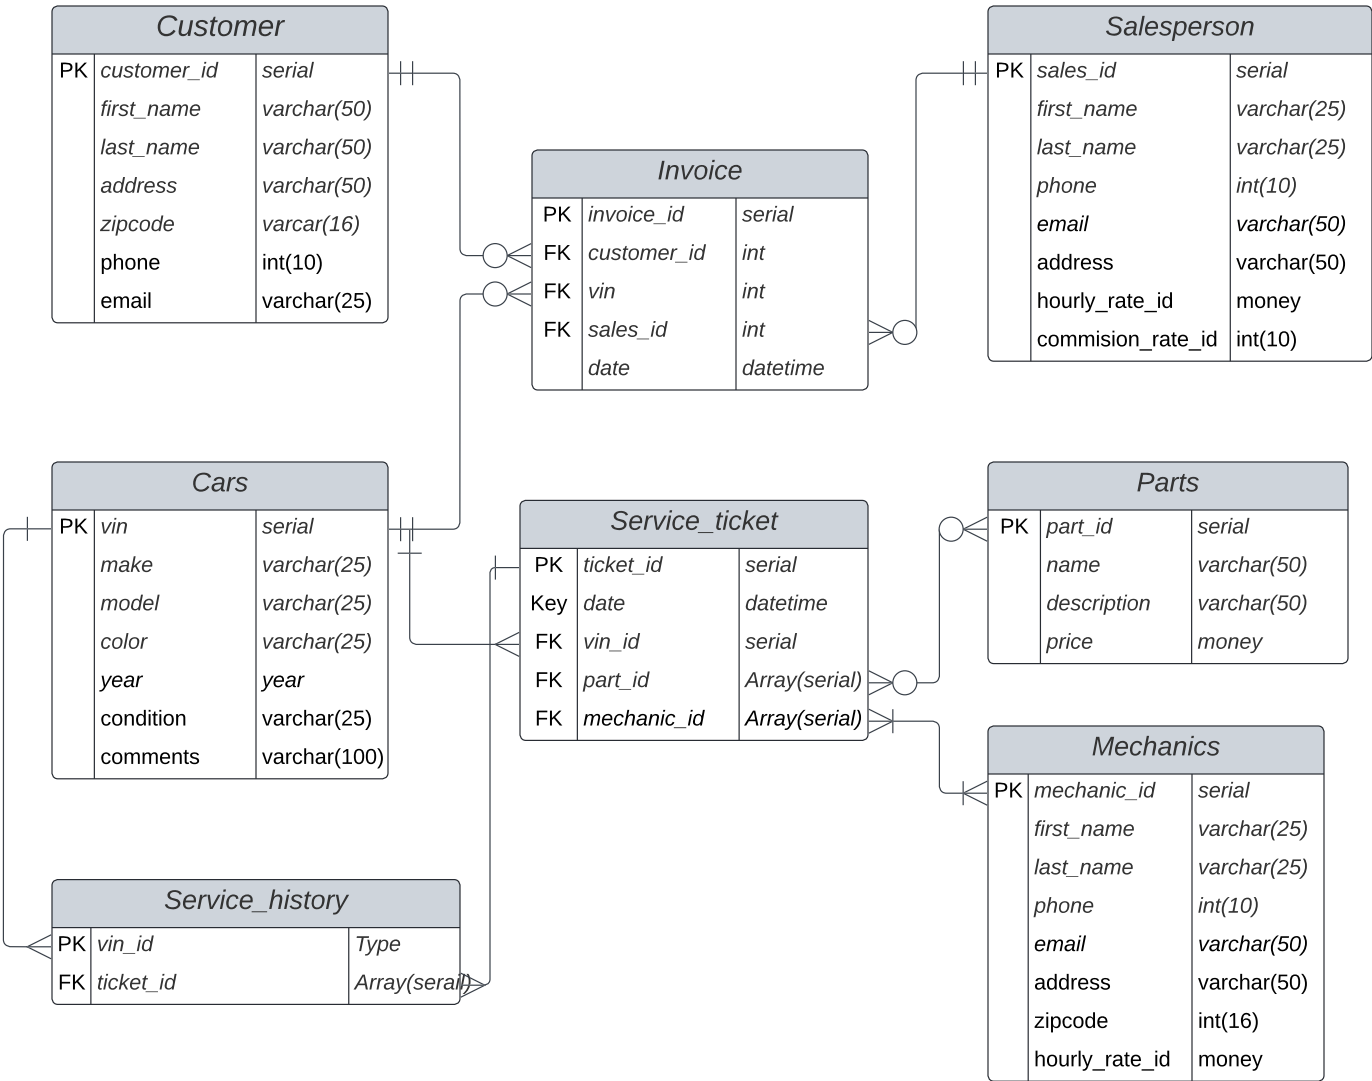 Customer
PK customer_id serial
first_name varchar(50)
last_name varchar(50)
address varchar(50)
zipcode varcar(16)
phone int(10)
email varchar(25)
Invoice
PK invoice_id serial
FK customer_id int
FK vin int
FK sales_id int
date datetime
Salesperson
PK sales_id serial
first_name varchar(25)
last_name varchar(25)
phone int(10)
email varchar(50)
address varchar(50)
hourly_rate_id money
commision_rate_id int(10)
Cars
PK vin serial
make varchar(25)
model varchar(25)
color varchar(25)
year year
condition varchar(25)
comments varchar(100)
Service_ticket
PK ticket_id serial
Key date datetime
FK vin_id serial
FK part_id Array(serial)
FK mechanic_id Array(serial)
Parts
PK part_id serial
name varchar(50)
description varchar(50)
price money
Mechanics
PK mechanic_id serial
first_name varchar(25)
last_name varchar(25)
phone int(10)
email varchar(50)
address varchar(50)
zipcode int(16)
hourly_rate_id money
Service_history
PK vin_id Type
FK ticket_id Array(serail)